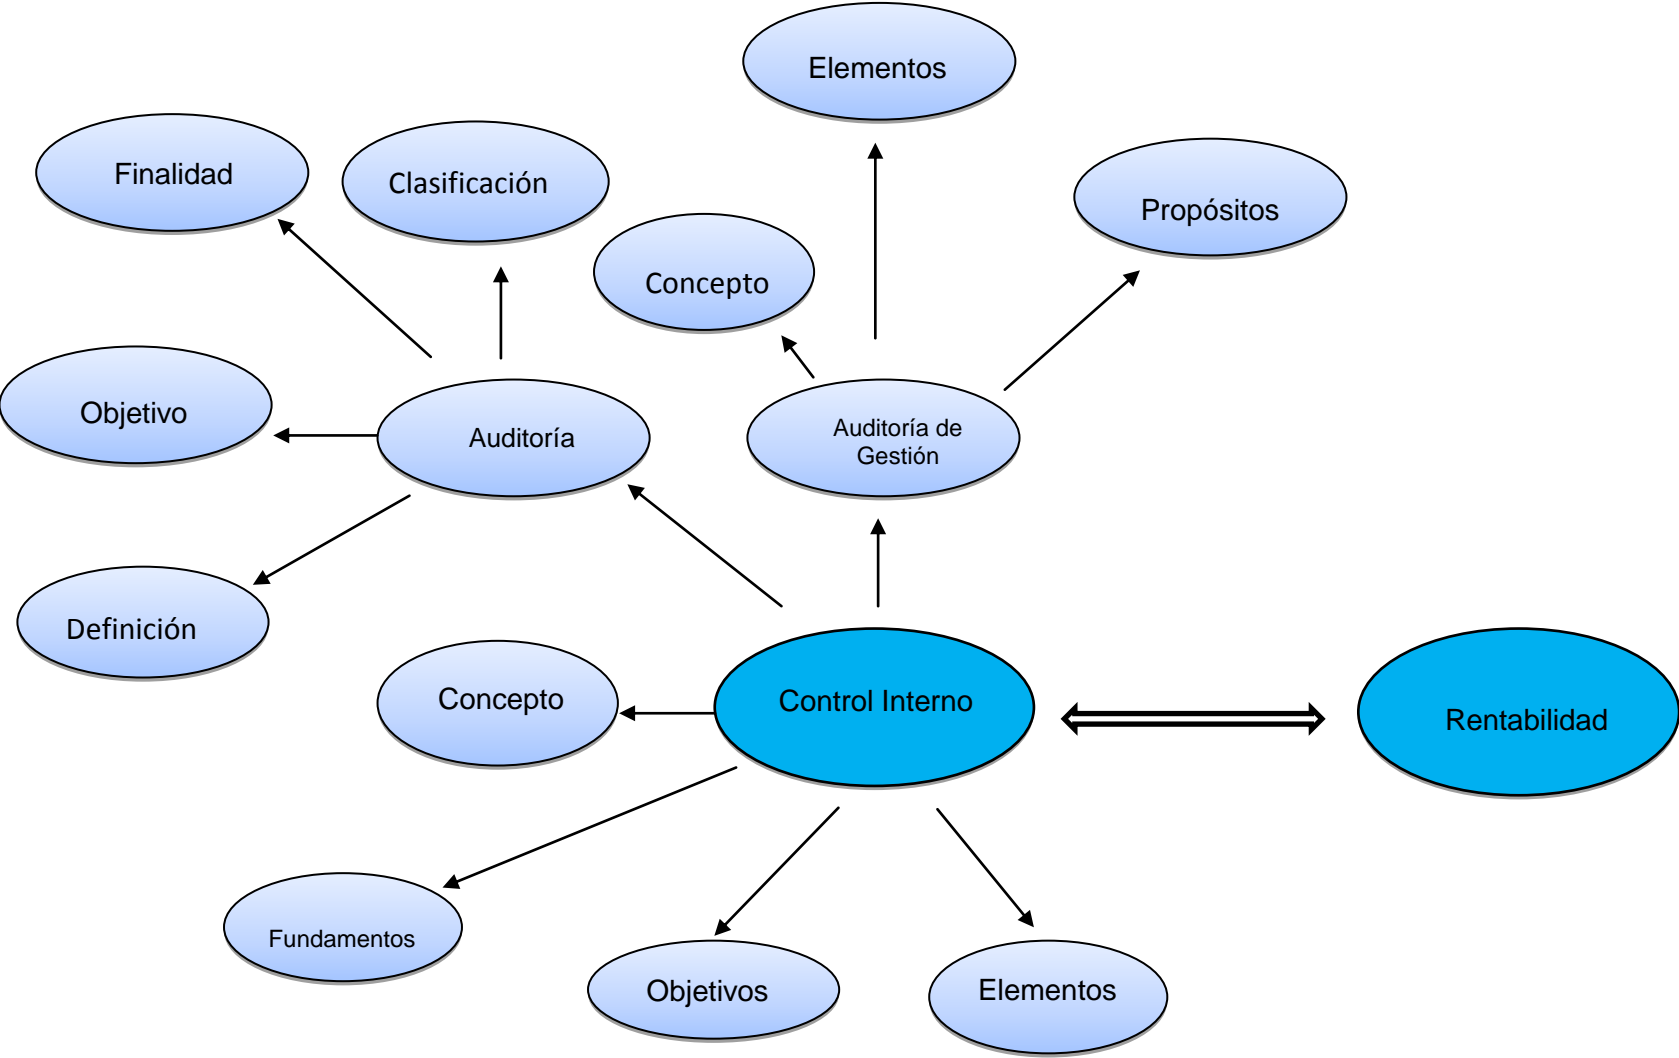 Elementos
Finalidad
Clasificación
Propósitos
Concepto
Objetivo
Auditoría
Auditoría de
Gestión
Definición
Concepto
Control Interno
Rentabilidad
Fundamentos
Objetivos
Elementos